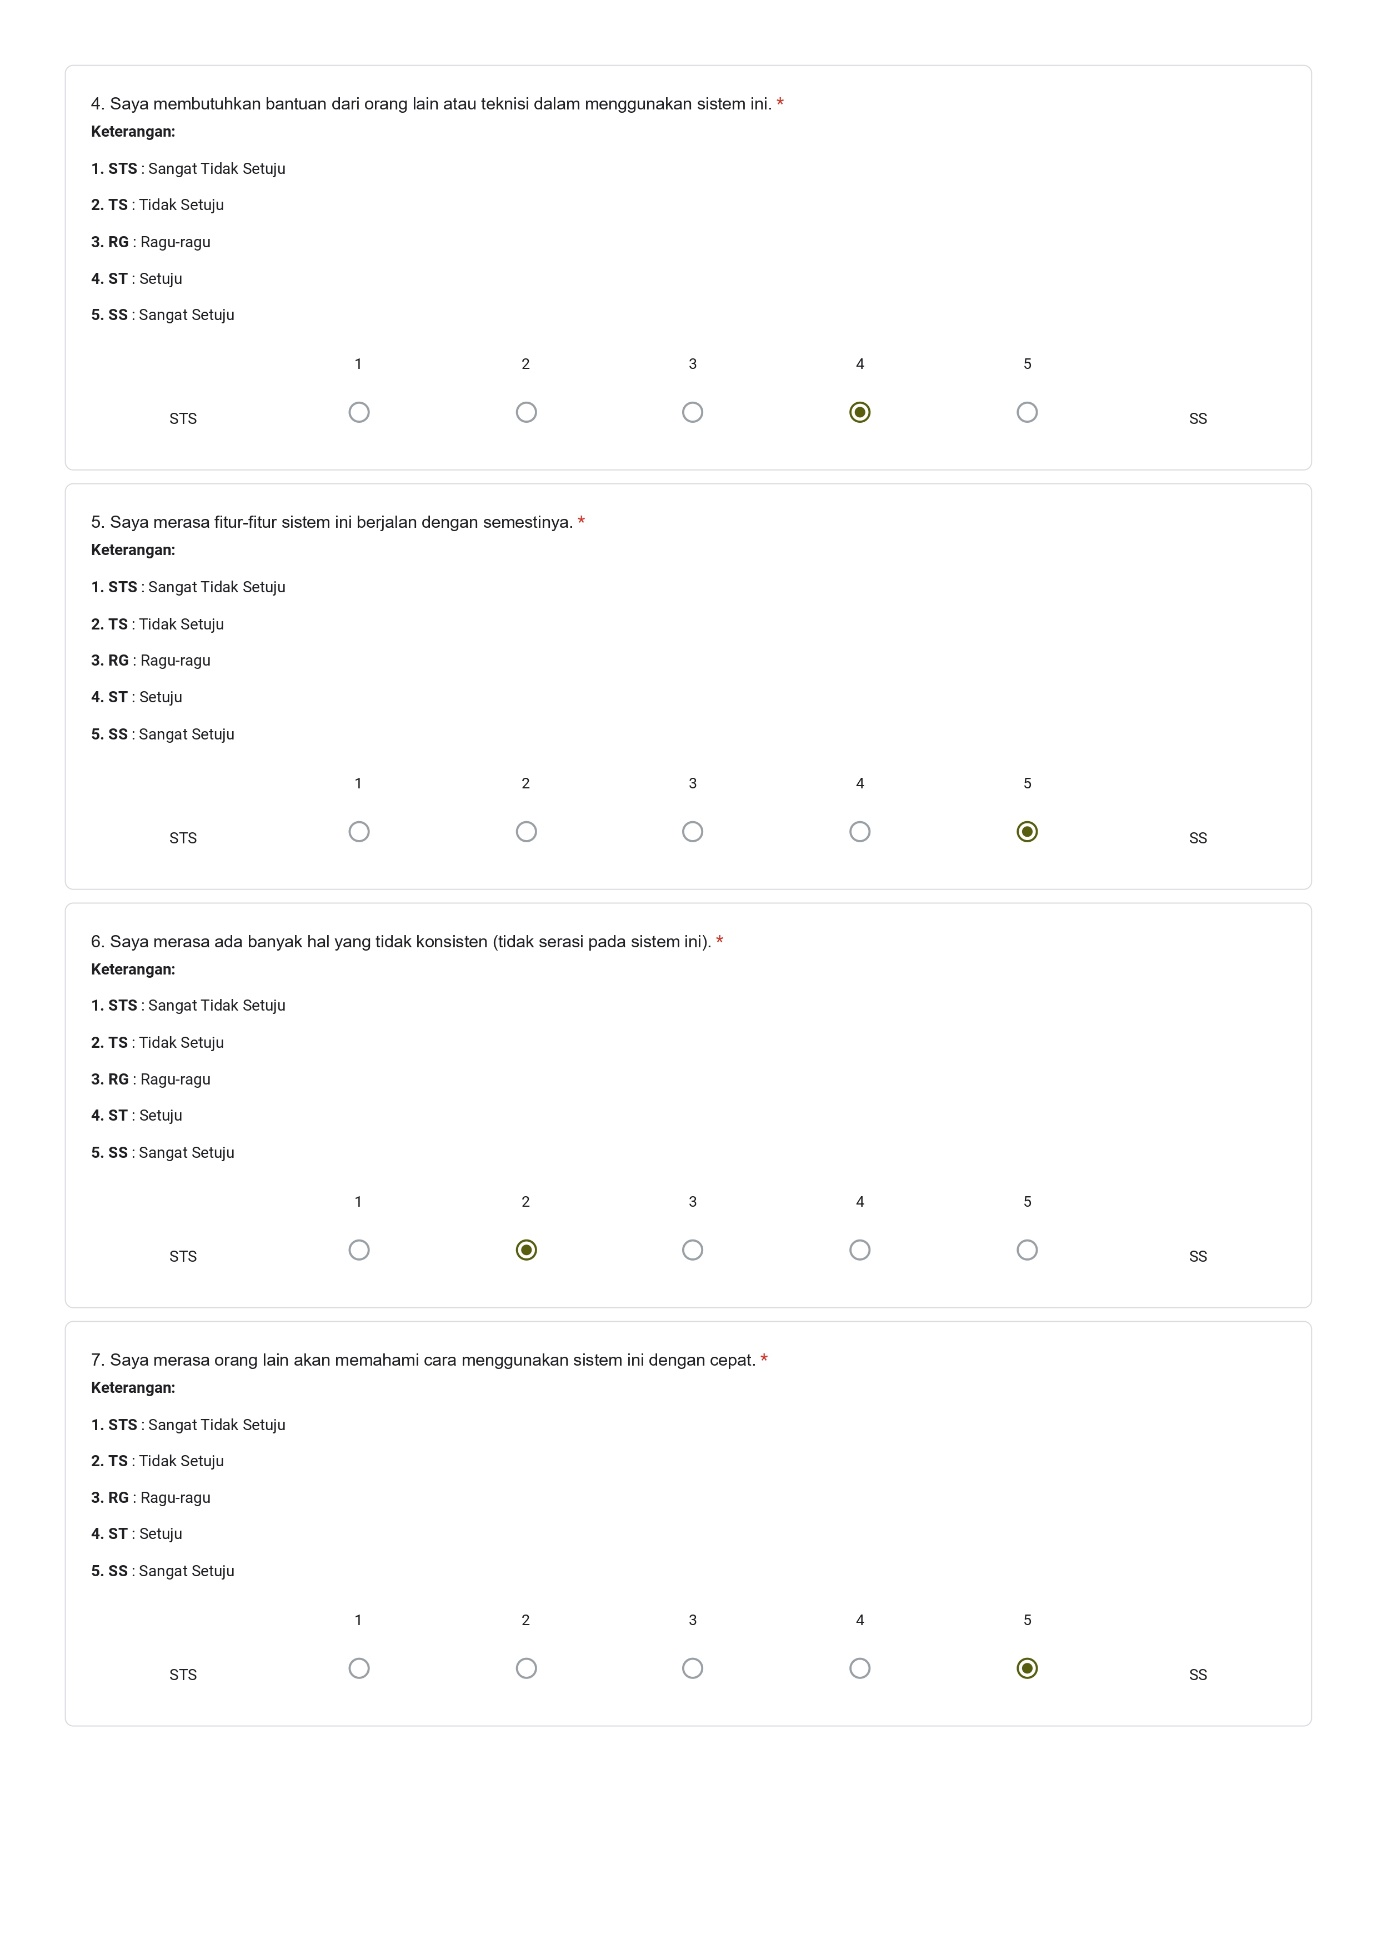 4. Saya membutuhkan bantuan dari orang lain atau teknisi dalam menggunakan sistem ini. *
Keterangan:
1. STS : Sangat Tidak Setuju
2. TS : Tidak Setuju
3. RG : Ragu-ragu
4. ST : Setuju
5. SS : Sangat Setuju
1 2 3 4 5
STS SS
5. Saya merasa fitur-fitur sistem ini berjalan dengan semestinya. *
Keterangan:
1. STS : Sangat Tidak Setuju
2. TS : Tidak Setuju
3. RG : Ragu-ragu
4. ST : Setuju
5. SS : Sangat Setuju
1 2 3 4 5
STS SS
6. Saya merasa ada banyak hal yang tidak konsisten (tidak serasi pada sistem ini). *
Keterangan:
1. STS : Sangat Tidak Setuju
2. TS : Tidak Setuju
3. RG : Ragu-ragu
4. ST : Setuju
5. SS : Sangat Setuju
1 2 3 4 5
STS SS
7. Saya merasa orang lain akan memahami cara menggunakan sistem ini dengan cepat. *
Keterangan:
1. STS : Sangat Tidak Setuju
2. TS : Tidak Setuju
3. RG : Ragu-ragu
4. ST : Setuju
5. SS : Sangat Setuju
1 2 3 4 5
STS SS